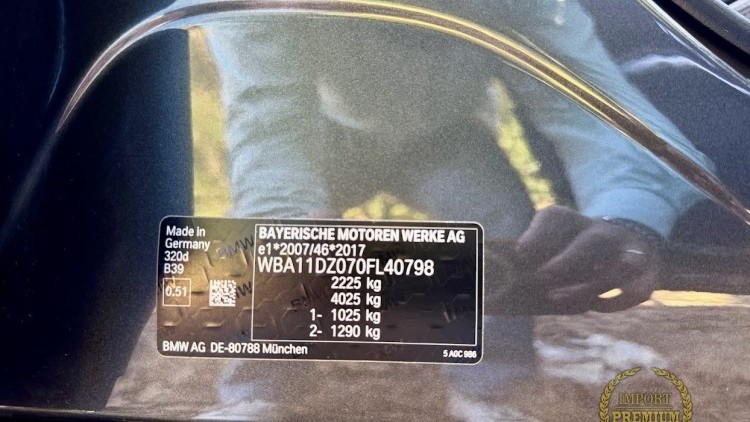 Made in
Germany
320d
B39
0.51
BAYERISCHE MOTOREN WERKE AG
e1*2007/46*2017
WBA11DZ070FL40798
2225 kg
4025 kg
1- 1025 kg
2- 1290 kg
BMW AG DE-80788 München
5 A0C 986
IMPORT
PREMIUM